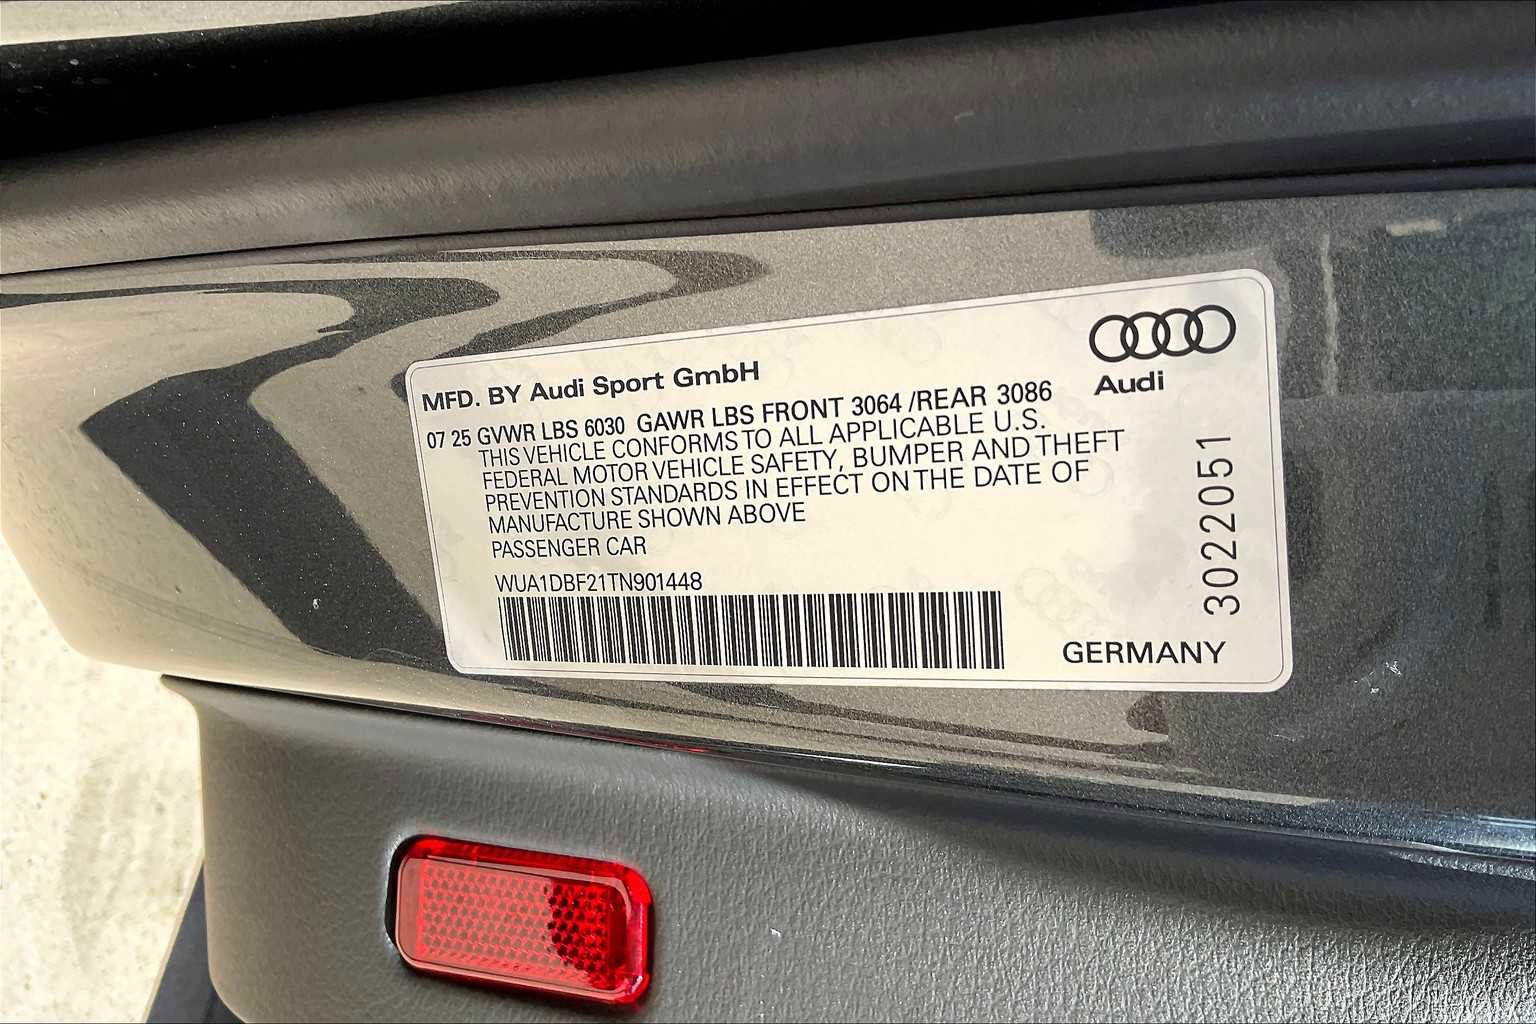 MFD. BY Audi Sport GmbH
07 25 GVWR LBS 6030 GAWR LBS FRONT 3064 /REAR 3086
THIS VEHICLE CONFORMS TO ALL APPLICABLE U.S.
FEDERAL MOTOR VEHICLE SAFETY, BUMPER AND THEFT
PREVENTION STANDARDS IN EFFECT ON THE DATE OF
MANUFACTURE SHOWN ABOVE
PASSENGER CAR
WUA1DBF21TN901448
Audi
3022051
GERMANY